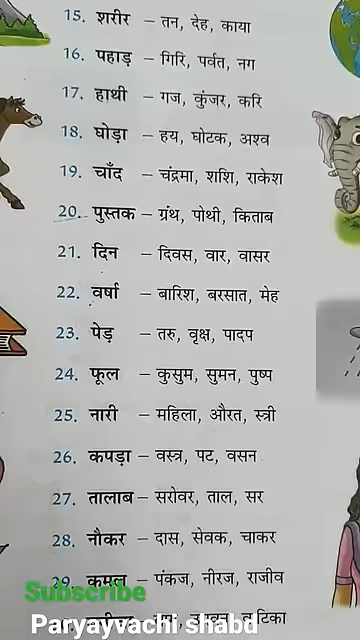 15. शरीर – तन, देह, काया
16. पहाड़ – गिरि, पर्वत, नग
17. हाथी – गज, कुंजर, करि
18. घोड़ा – हय, घोटक, अश्व
19. चाँद – चंद्रमा, शशि, राकेश
20. पुस्तक – ग्रंथ, पोथी, किताब
21. दिन – दिवस, वार, वासर
22. वर्षा – बारिश, बरसात, मेह
23. पेड़ – तरु, वृक्ष, पादप
24. फूल – कुसुम, सुमन, पुष्प
25. नारी – महिला, औरत, स्त्री
26. कपड़ा – वस्त्र, पट, वसन
27. तालाब – सरोवर, ताल, सर
28. नौकर – दास, सेवक, चाकर
29. कमल – पंकज, नीरज, राजीव
Subscribe
Paryayvachi shabd